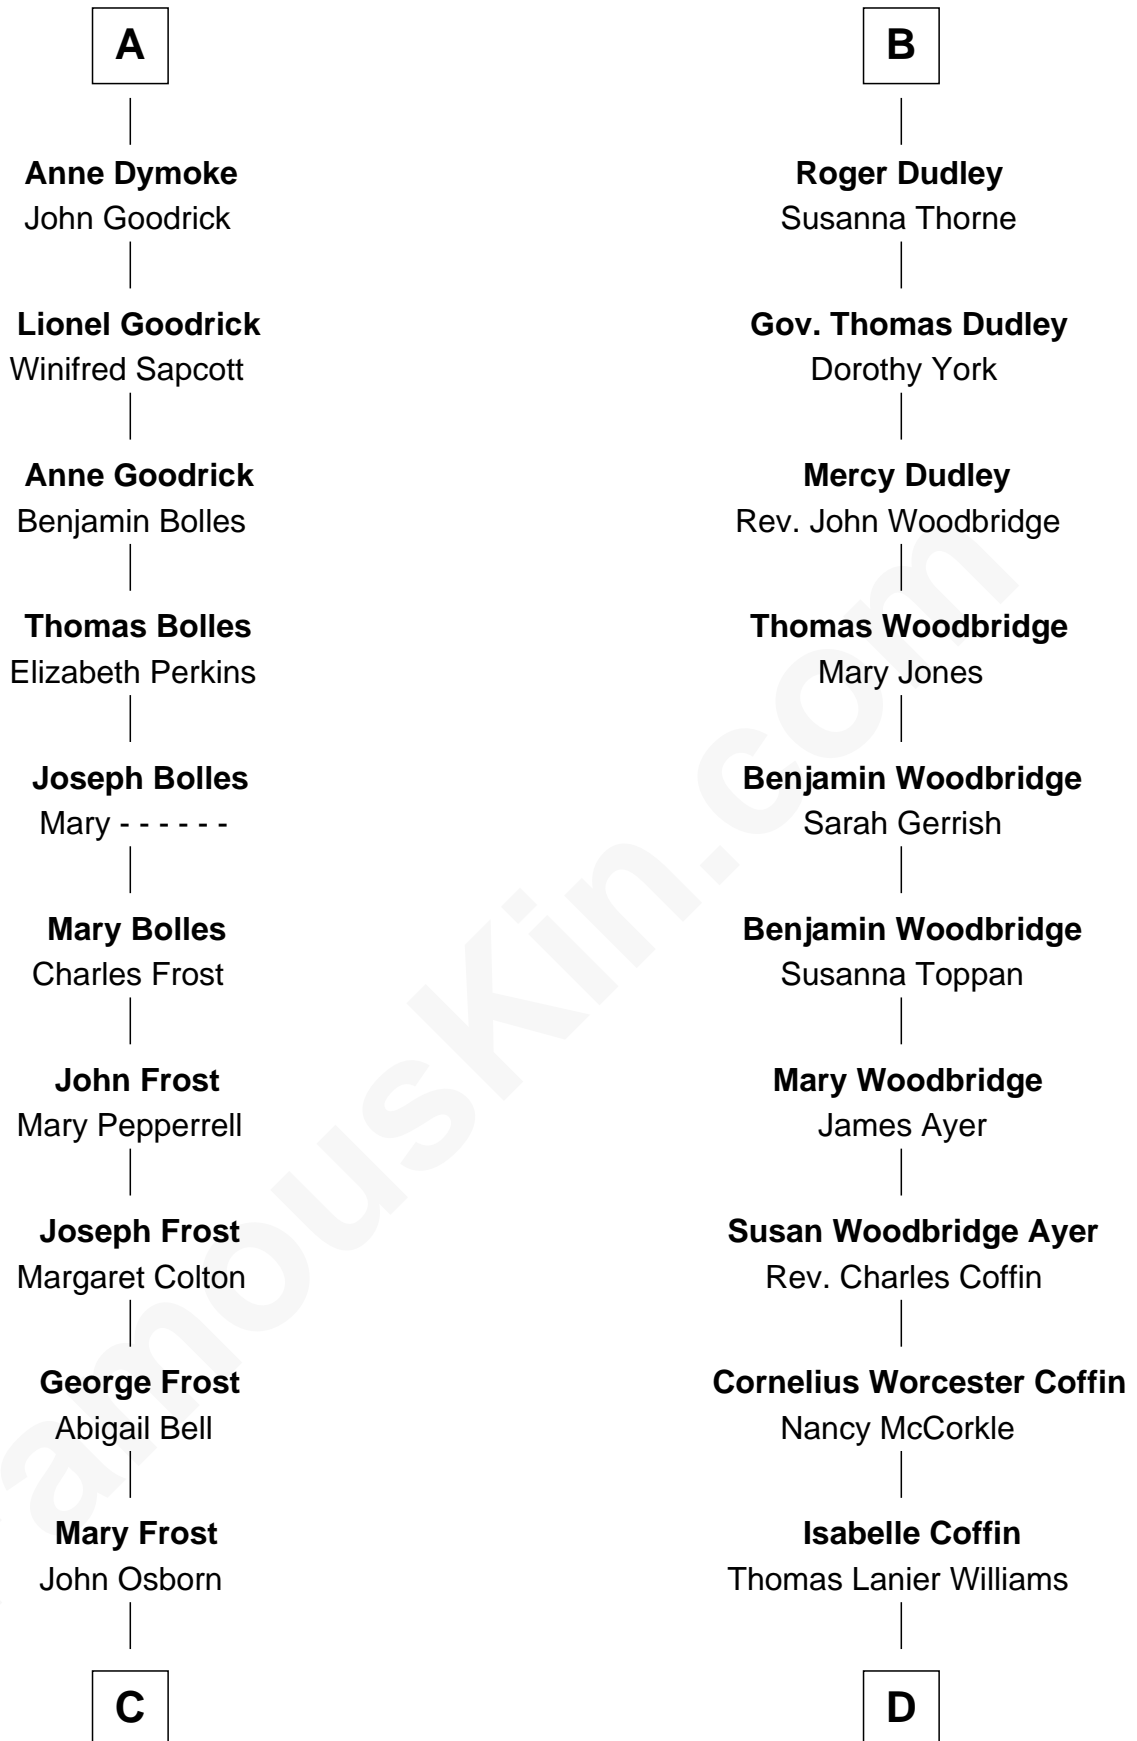 A
Anne Dymoke
John Goodrick
Lionel Goodrick
Winifred Sapcott
Anne Goodrick
Benjamin Bolles
Thomas Bolles
Elizabeth Perkins
Joseph Bolles
Mary - - - - - -
Mary Bolles
Charles Frost
John Frost
Mary Pepperrell
Joseph Frost
Margaret Colton
George Frost
Abigail Bell
Mary Frost
John Osborn
C
B
Roger Dudley
Susanna Thorne
Gov. Thomas Dudley
Dorothy York
Mercy Dudley
Rev. John Woodbridge
Thomas Woodbridge
Mary Jones
Benjamin Woodbridge
Sarah Gerrish
Benjamin Woodbridge
Susanna Toppan
Mary Woodbridge
James Ayer
Susan Woodbridge Ayer
Rev. Charles Coffin
Cornelius Worcester Coffin
Nancy McCorkle
Isabelle Coffin
Thomas Lanier Williams
D
amouskin.com